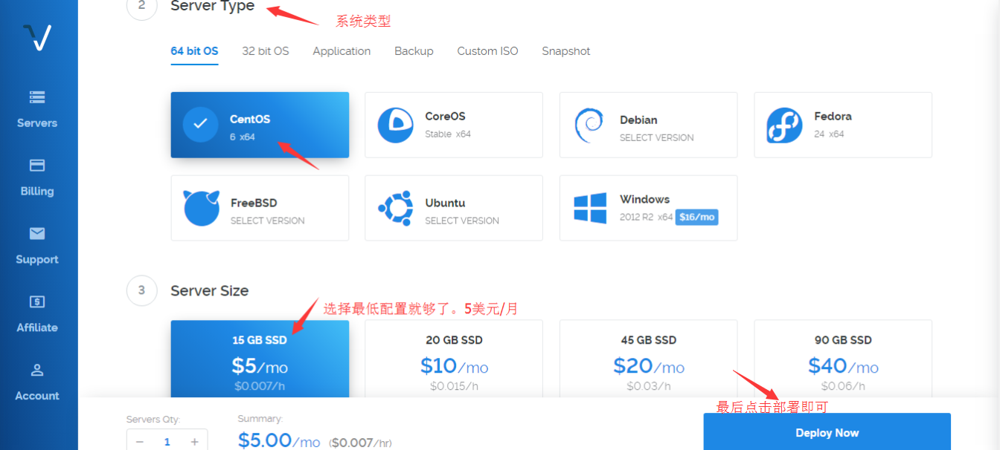 2 Server Type
系统类型
64 bit OS 32 bit OS Application Backup Custom ISO Snapshot
Servers
Billing
Support
Affiliate
Account
CentOS
6 x64
CoreOS
Stable x64
Debian
SELECT VERSION
Fedora
24 x64
FreeBSD
SELECT VERSION
Ubuntu
SELECT VERSION
Windows
2012 R2 x64 $16/mo
3 Server Size
选择最低配置就够了。5美元/月
15 GB SSD
$5/mo
$0.007/h
20 GB SSD
$10/mo
$0.015/h
45 GB SSD
$20/mo
$0.03/h
90 GB SSD
$40/mo
$0.06/h
最后点击部署即可
Servers Qty:
− 1 +
Summary:
$5.00/mo ($0.007/hr)
Deploy Now